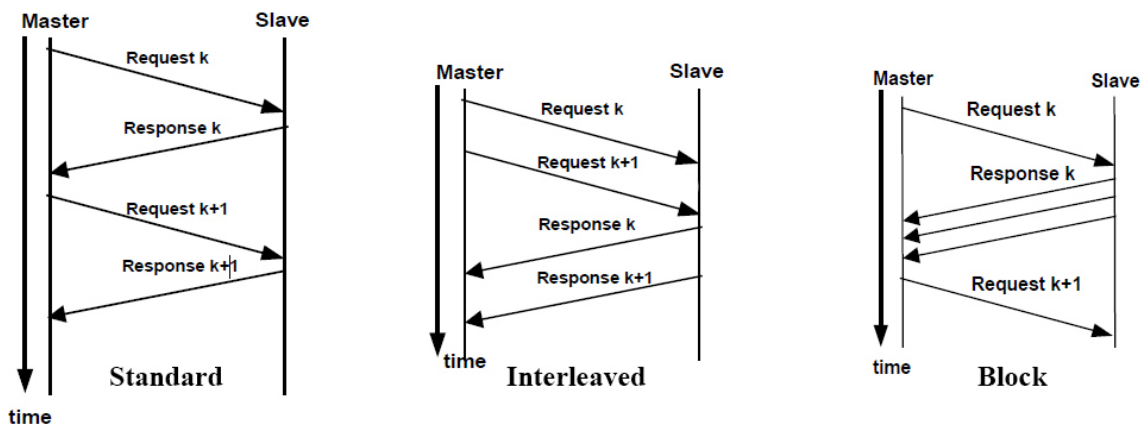 Master
Slave
Request k
Response k
Request k+1
Response k+1
time
Standard
Master
Slave
Request k
Request k+1
Response k
Response k+1
time
Interleaved
Master
Slave
Request k
Response k
Request k+1
time
Block